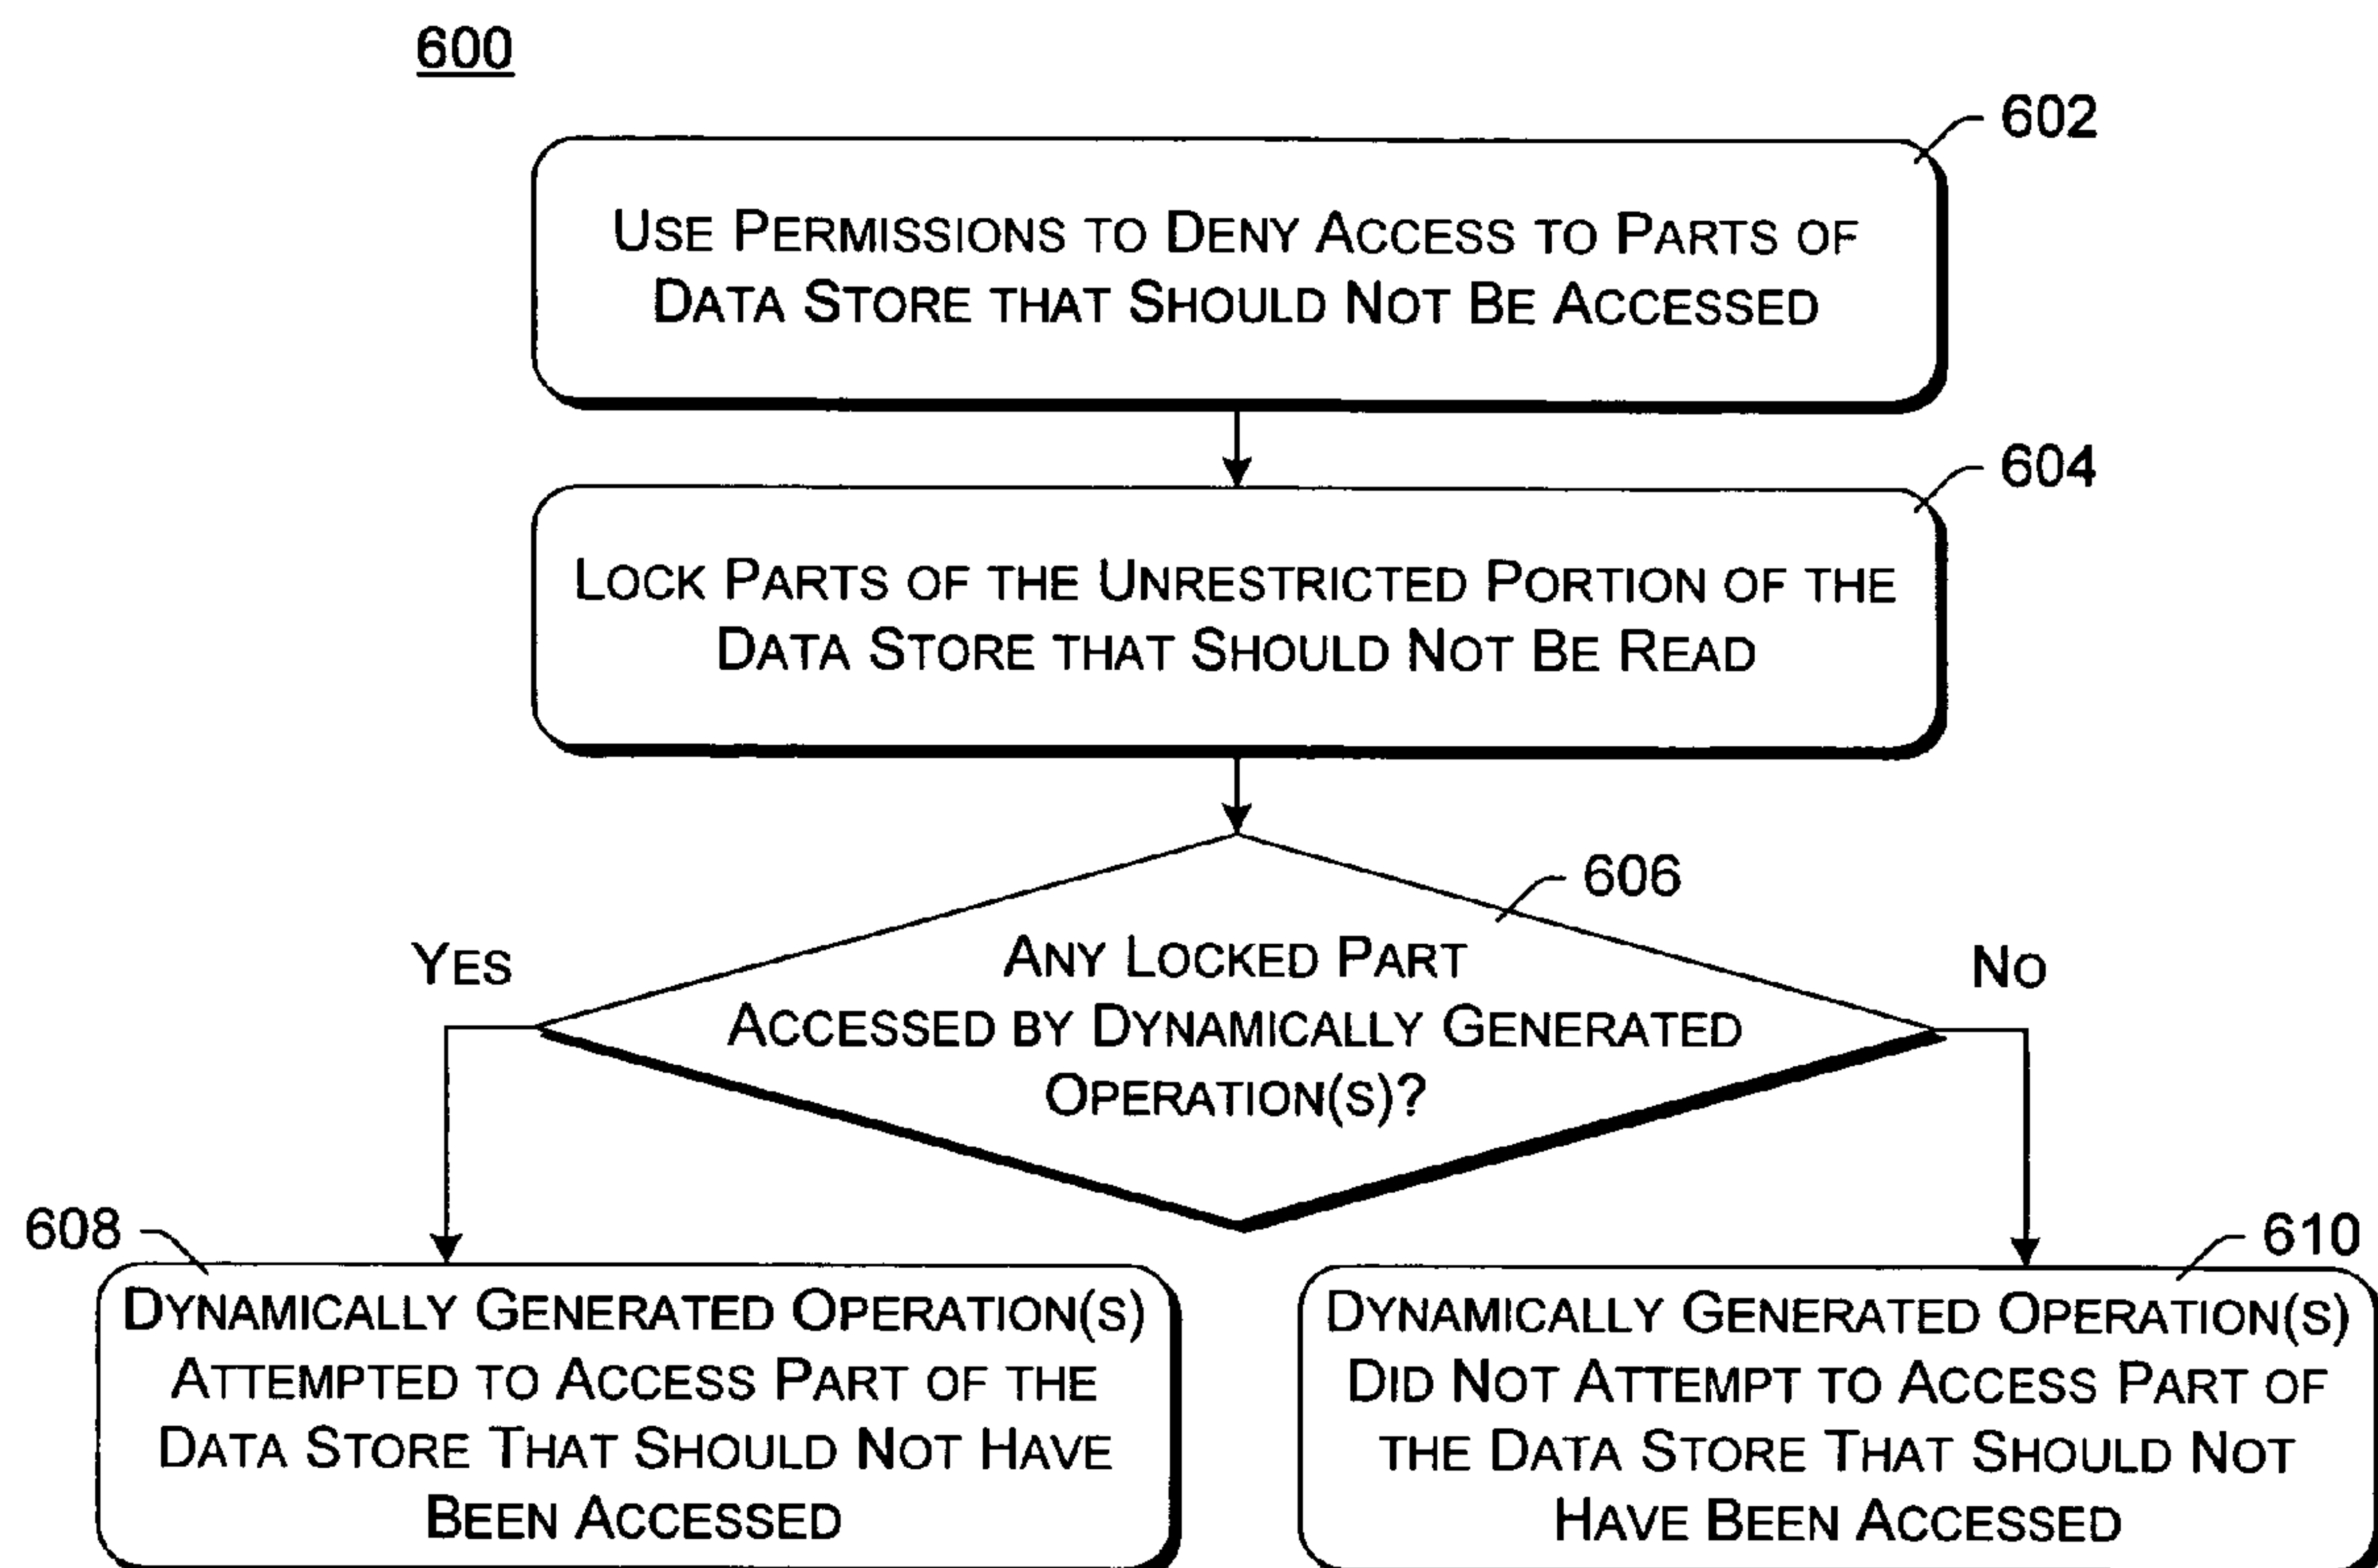 600
602
USE PERMISSIONS TO DENY ACCESS TO PARTS OF
DATA STORE THAT SHOULD NOT BE ACCESSED
604
LOCK PARTS OF THE UNRESTRICTED PORTION OF THE
DATA STORE THAT SHOULD NOT BE READ
606
ANY LOCKED PART
ACCESSED BY DYNAMICALLY GENERATED
OPERATION(S)?
YES
NO
608
DYNAMICALLY GENERATED OPERATION(S)
ATTEMPTED TO ACCESS PART OF THE
DATA STORE THAT SHOULD NOT HAVE
BEEN ACCESSED
610
DYNAMICALLY GENERATED OPERATION(S)
DID NOT ATTEMPT TO ACCESS PART OF
THE DATA STORE THAT SHOULD NOT
HAVE BEEN ACCESSED